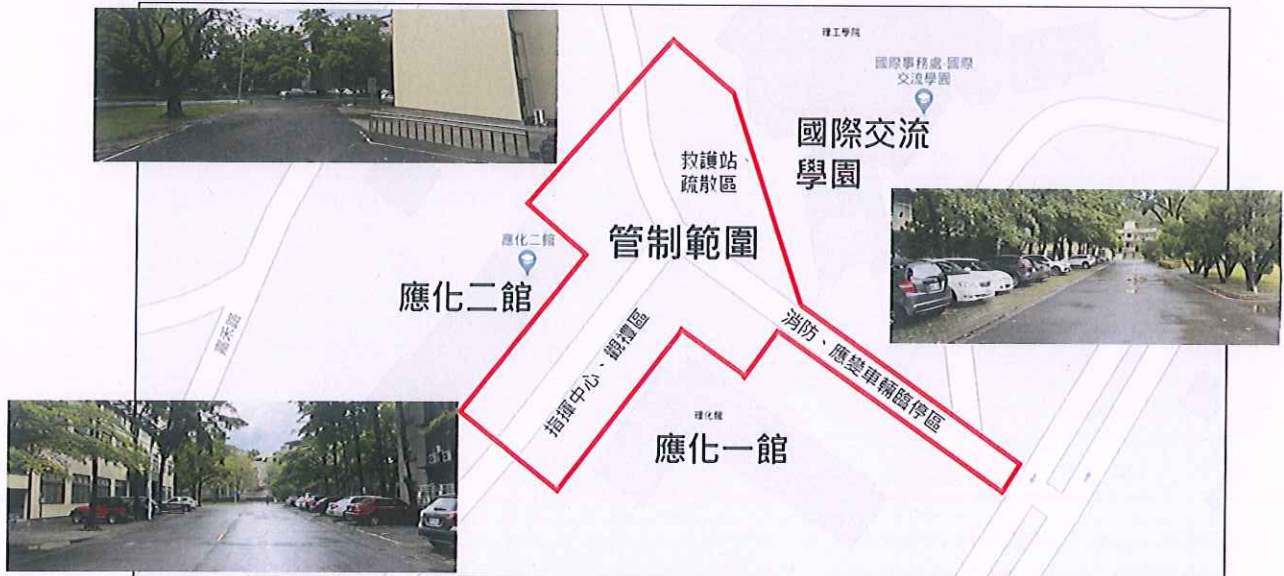 理工學院
國際事務處-國際
交流學園
國際交流
學園
救護站、
疏散區
管制範圍
應化二館
應化二館
嘉禾路
指揮中心、觀禮區
消防、應變車輛臨停區
理化館
應化一館